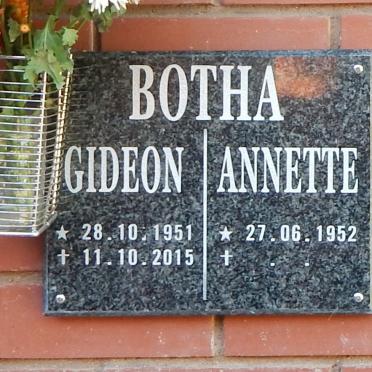 BOTHA
GIDEON
★ 28.10.1951
✝ 11.10.2015
ANNETTE
★ 27.06.1952
✝ . .